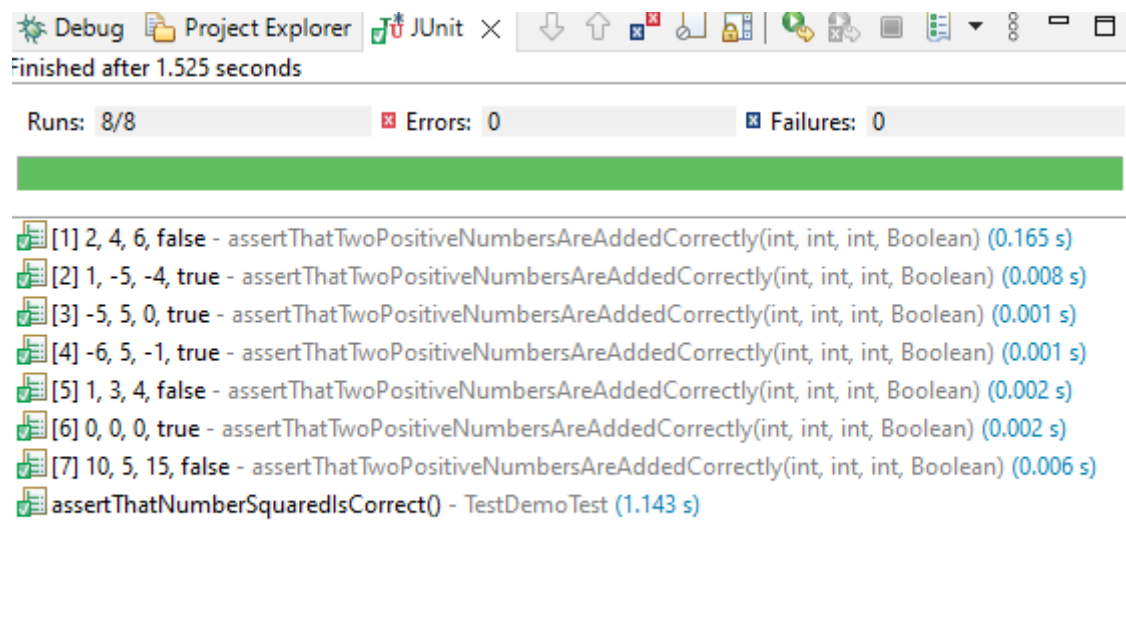 Debug Project Explorer JUnit
Finished after 1.525 seconds
Runs: 8/8 Errors: 0 Failures: 0
[1] 2, 4, 6, false - assertThatTwoPositiveNumbersAreAddedCorrectly(int, int, int, Boolean) (0.165 s)
[2] 1, -5, -4, true - assertThatTwoPositiveNumbersAreAddedCorrectly(int, int, int, Boolean) (0.008 s)
[3] -5, 5, 0, true - assertThatTwoPositiveNumbersAreAddedCorrectly(int, int, int, Boolean) (0.001 s)
[4] -6, 5, -1, true - assertThatTwoPositiveNumbersAreAddedCorrectly(int, int, int, Boolean) (0.001 s)
[5] 1, 3, 4, false - assertThatTwoPositiveNumbersAreAddedCorrectly(int, int, int, Boolean) (0.002 s)
[6] 0, 0, 0, true - assertThatTwoPositiveNumbersAreAddedCorrectly(int, int, int, Boolean) (0.002 s)
[7] 10, 5, 15, false - assertThatTwoPositiveNumbersAreAddedCorrectly(int, int, int, Boolean) (0.006 s)
assertThatNumberSquaredIsCorrect() - TestDemoTest (1.143 s)